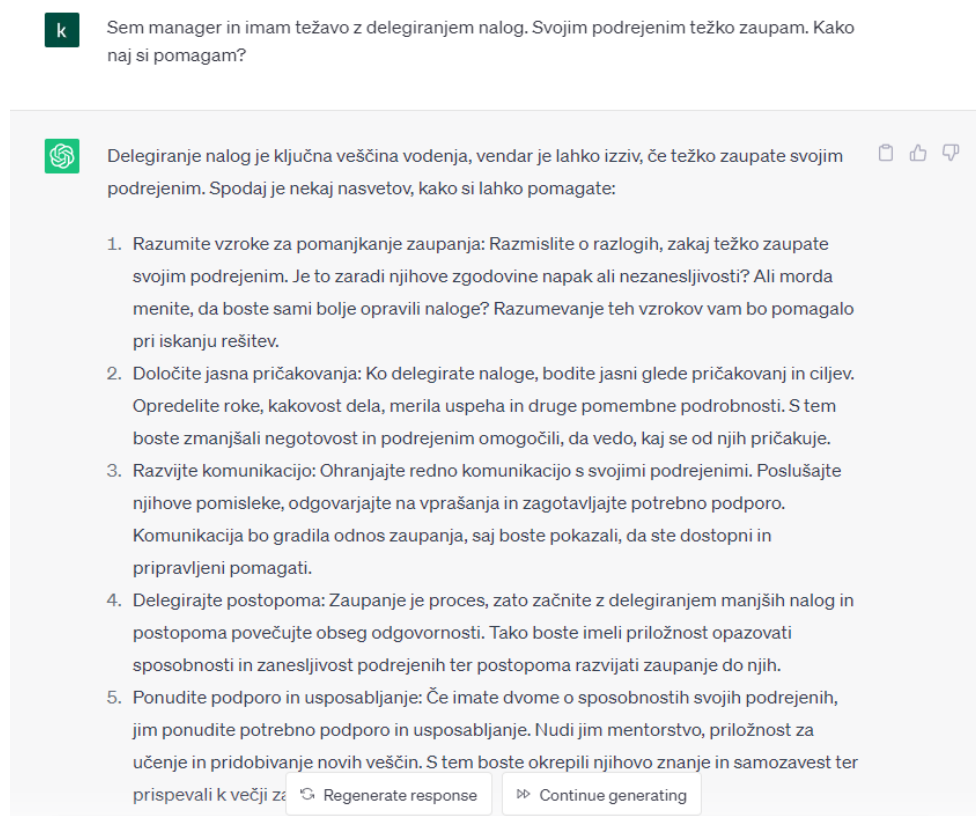 k
Sem manager in imam težavo z delegiranjem nalog. Svojim podrejenim težko zaupam. Kako
naj si pomagam?
Delegiranje nalog je ključna veščina vodenja, vendar je lahko izziv, če težko zaupate svojim
podrejenim. Spodaj je nekaj nasvetov, kako si lahko pomagate:
1. Razumite vzroke za pomanjkanje zaupanja: Razmislite o razlogih, zakaj težko zaupate
svojim podrejenim. Je to zaradi njihove zgodovine napak ali nezanesljivosti? Ali morda
menite, da boste sami bolje opravili naloge? Razumevanje teh vzrokov vam bo pomagalo
pri iskanju rešitev.
2. Določite jasna pričakovanja: Ko delegirate naloge, bodite jasni glede pričakovanj in ciljev.
Opredelite roke, kakovost dela, merila uspeha in druge pomembne podrobnosti. S tem
boste zmanjšali negotovost in podrejenim omogočili, da vedo, kaj se od njih pričakuje.
3. Razvijte komunikacijo: Ohranjajte redno komunikacijo s svojimi podrejenimi. Poslušajte
njihove pomisleke, odgovarjajte na vprašanja in zagotavljajte potrebno podporo.
Komunikacija bo gradila odnos zaupanja, saj boste pokazali, da ste dostopni in
pripravljeni pomagati.
4. Delegirajte postopoma: Zaupanje je proces, zato začnite z delegiranjem manjših nalog in
postopoma povečujte obseg odgovornosti. Tako boste imeli priložnost opazovati
sposobnosti in zanesljivost podrejenih ter postopoma razvijati zaupanje do njih.
5. Ponudite podporo in usposabljanje: Če imate dvome o sposobnostih svojih podrejenih,
jim ponudite potrebno podporo in usposabljanje. Nudi jim mentorstvo, priložnost za
učenje in pridobivanje novih veščin. S tem boste okrepili njihovo znanje in samozavest ter
prispevali k večji
Regenerate response
Continue generating